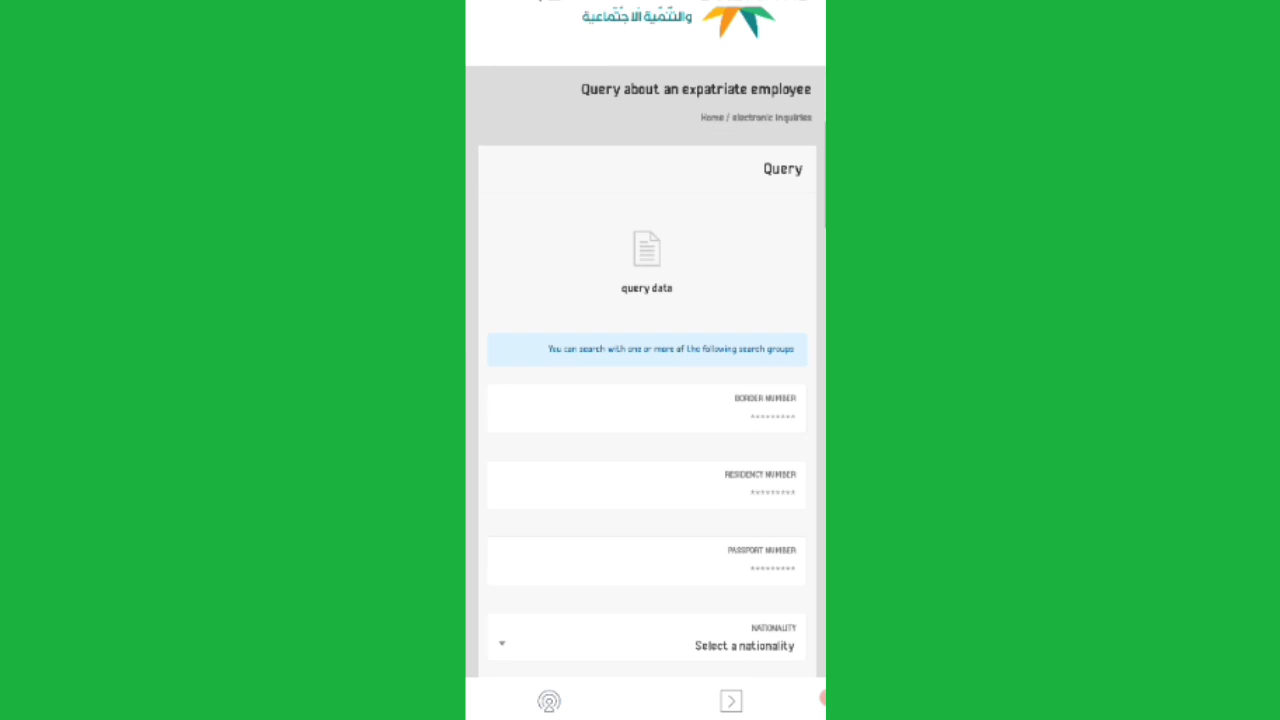 والتنمية الاجتماعية
Query about an expatriate employee
Home / electronic inquiries
Query
query data
You can search with one or more of the following search groups
BORDER NUMBER
*********
RESIDENCY NUMBER
*********
PASSPORT NUMBER
*********
NATIONALITY
Select a nationality